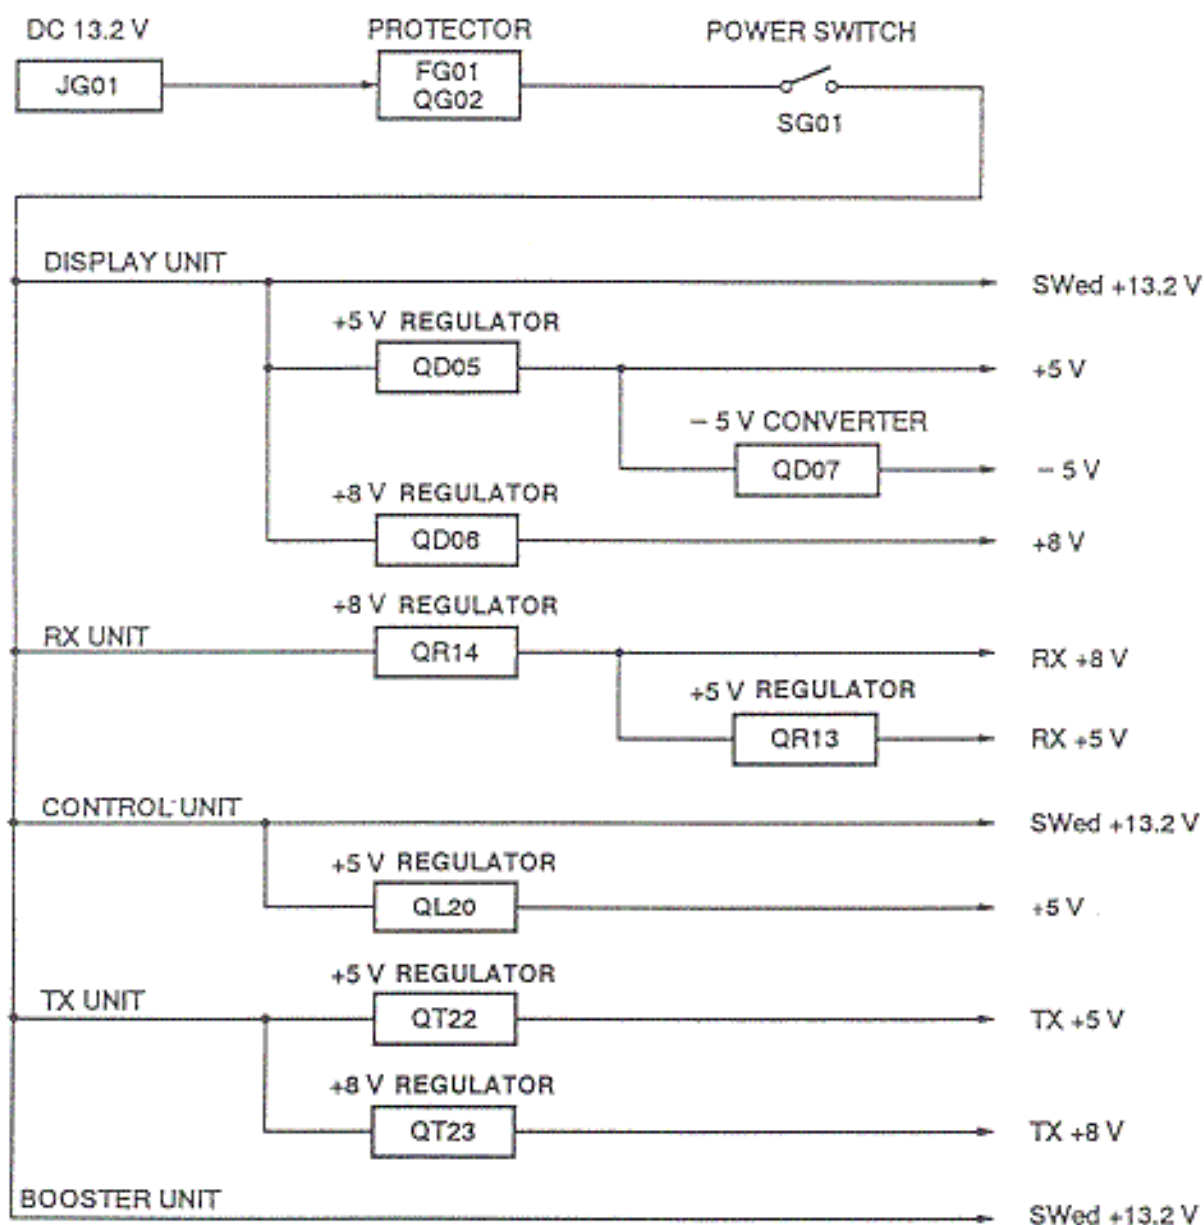 DC 13.2 V
PROTECTOR
POWER SWITCH
JG01
FG01
QG02
SG01
DISPLAY UNIT
SWed +13.2 V
+5 V REGULATOR
QD05
+5 V
– 5 V CONVERTER
QD07
– 5 V
+8 V REGULATOR
QD06
+8 V
+8 V REGULATOR
RX UNIT
QR14
RX +8 V
+5 V REGULATOR
QR13
RX +5 V
CONTROL UNIT
SWed +13.2 V
+5 V REGULATOR
QL20
+5 V
+5 V REGULATOR
TX UNIT
QT22
TX +5 V
+8 V REGULATOR
QT23
TX +8 V
BOOSTER UNIT
SWed +13.2 V